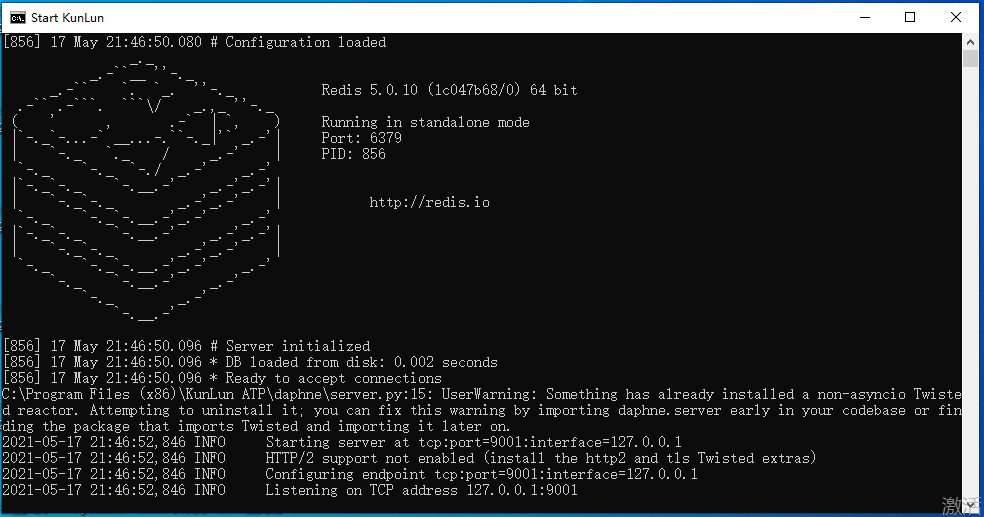 Start KunLun
[856] 17 May 21:46:50.080 # Configuration loaded
Redis 5.0.10 (1c047b68/0) 64 bit
Running in standalone mode
Port: 6379
PID: 856
http://redis.io
[856] 17 May 21:46:50.096 # Server initialized
[856] 17 May 21:46:50.096 * DB loaded from disk: 0.002 seconds
[856] 17 May 21:46:50.096 * Ready to accept connections
C:\Program Files (x86)\KunLun ATP\daphne\server.py:15: UserWarning: Something has already installed a non-asyncio Twiste
d reactor. Attempting to uninstall it; you can fix this warning by importing daphne.server early in your codebase or fin
ding the package that imports Twisted and importing it later on.
2021-05-17 21:46:52,846 INFO     Starting server at tcp:port=9001:interface=127.0.0.1
2021-05-17 21:46:52,846 INFO     HTTP/2 support not enabled (install the http2 and tls Twisted extras)
2021-05-17 21:46:52,846 INFO     Configuring endpoint tcp:port=9001:interface=127.0.0.1
2021-05-17 21:46:52,846 INFO     Listening on TCP address 127.0.0.1:9001
激活